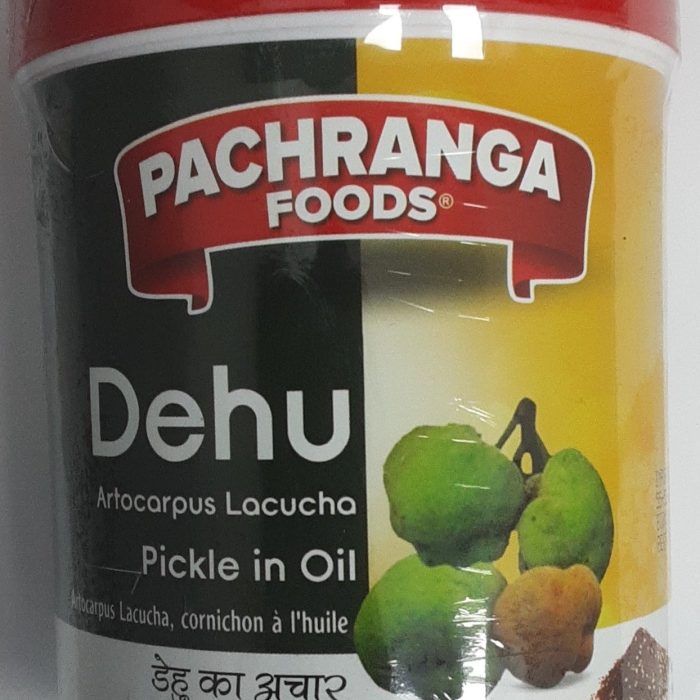 PACHRANGA
FOODS®
Dehu
Artocarpus Lacucha
Pickle in Oil
Artocarpus Lacucha, cornichon à l'huile
डेहू का अचार